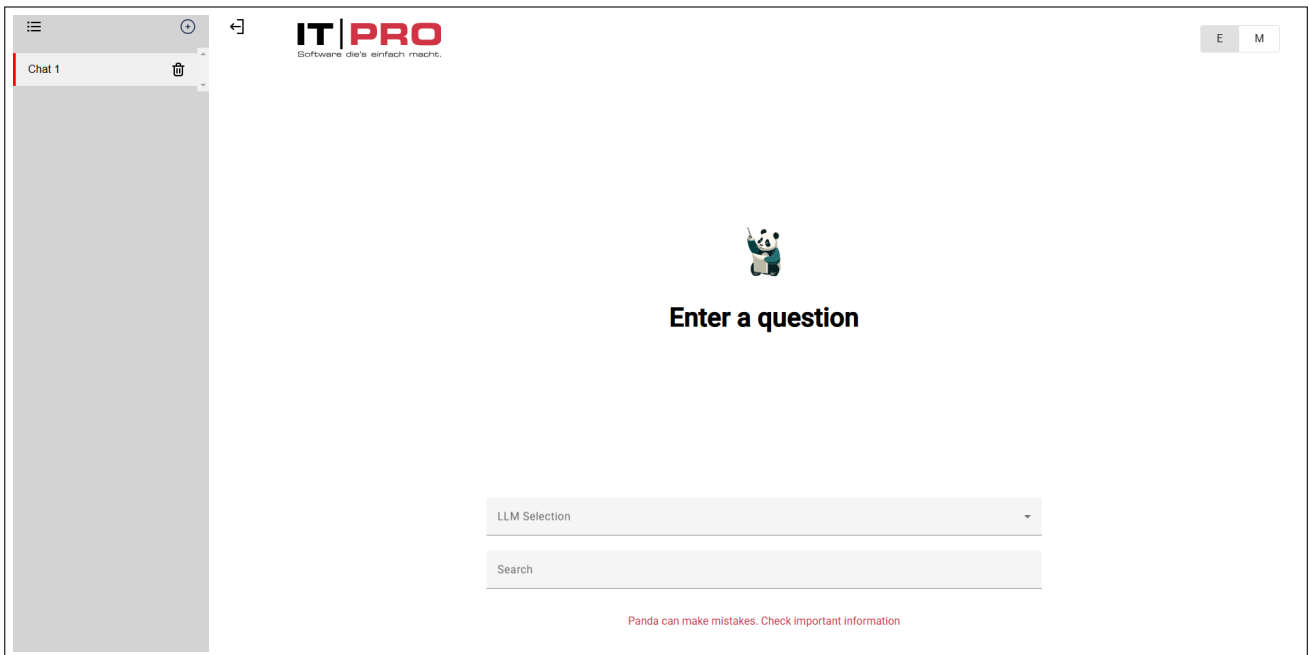 Chat 1
IT|PRO
Software die's einfach macht.
E M
Enter a question
LLM Selection
Search
Panda can make mistakes. Check important information